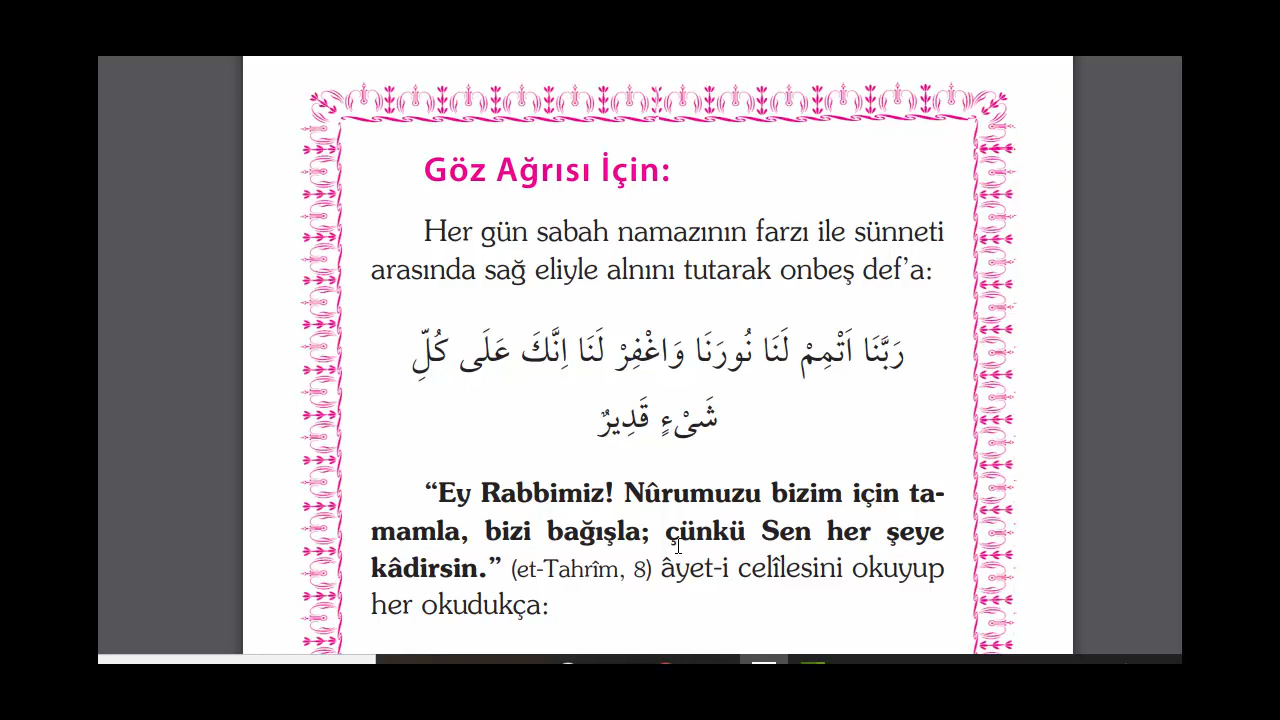 Göz Ağrısı İçin:
Her gün sabah namazının farzı ile sünneti
arasında sağ eliyle alnını tutarak onbeş def’a:
رَبَّنَا اَتْمِمْ لَنَا نُورَنَا وَاغْفِرْ لَنَا اِنَّكَ عَلَى كُلِّ
شَىْءٍ قَدِيرٌ
“Ey Rabbimiz! Nûrumuzu bizim için ta-
mamla, bizi bağışla; çünkü Sen her şeye
kâdirsin.” (et-Tahrîm, 8) âyet-i celîlesini okuyup
her okudukça: